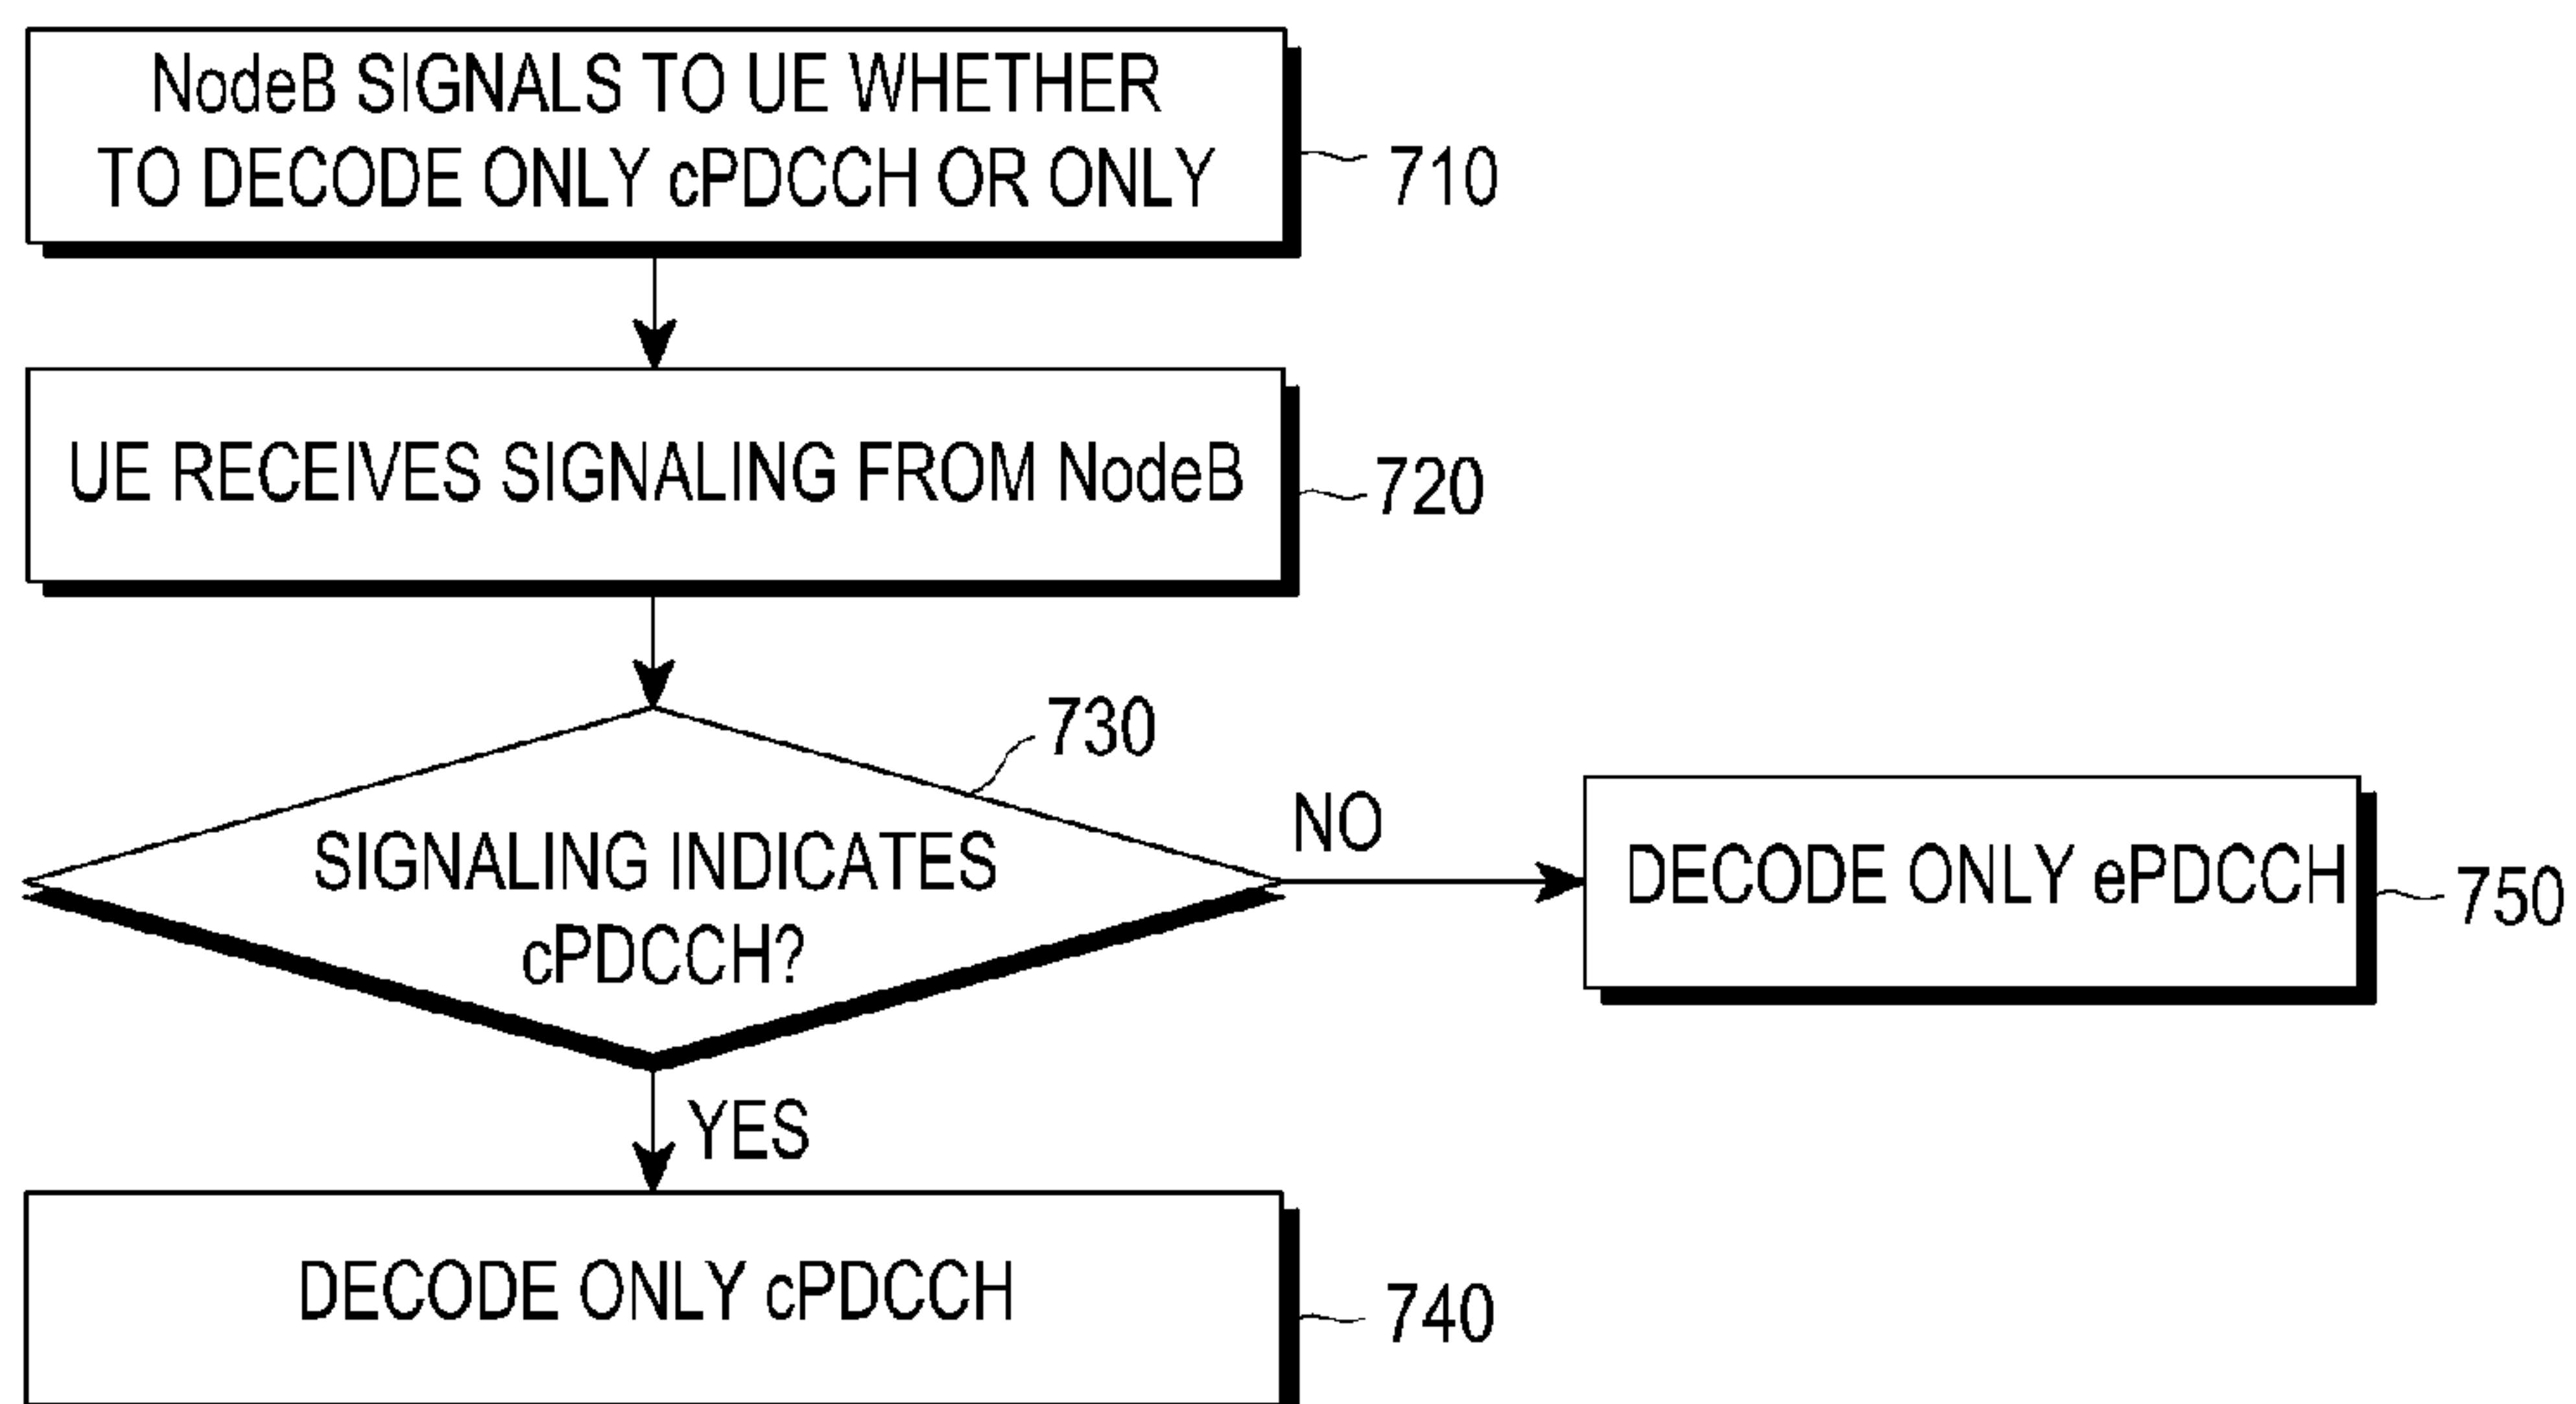 NodeB SIGNALS TO UE WHETHER
TO DECODE ONLY cPDCCH OR ONLY
710
UE RECEIVES SIGNALING FROM NodeB
720
730
SIGNALING INDICATES
cPDCCH?
NO
DECODE ONLY ePDCCH
750
YES
DECODE ONLY cPDCCH
740